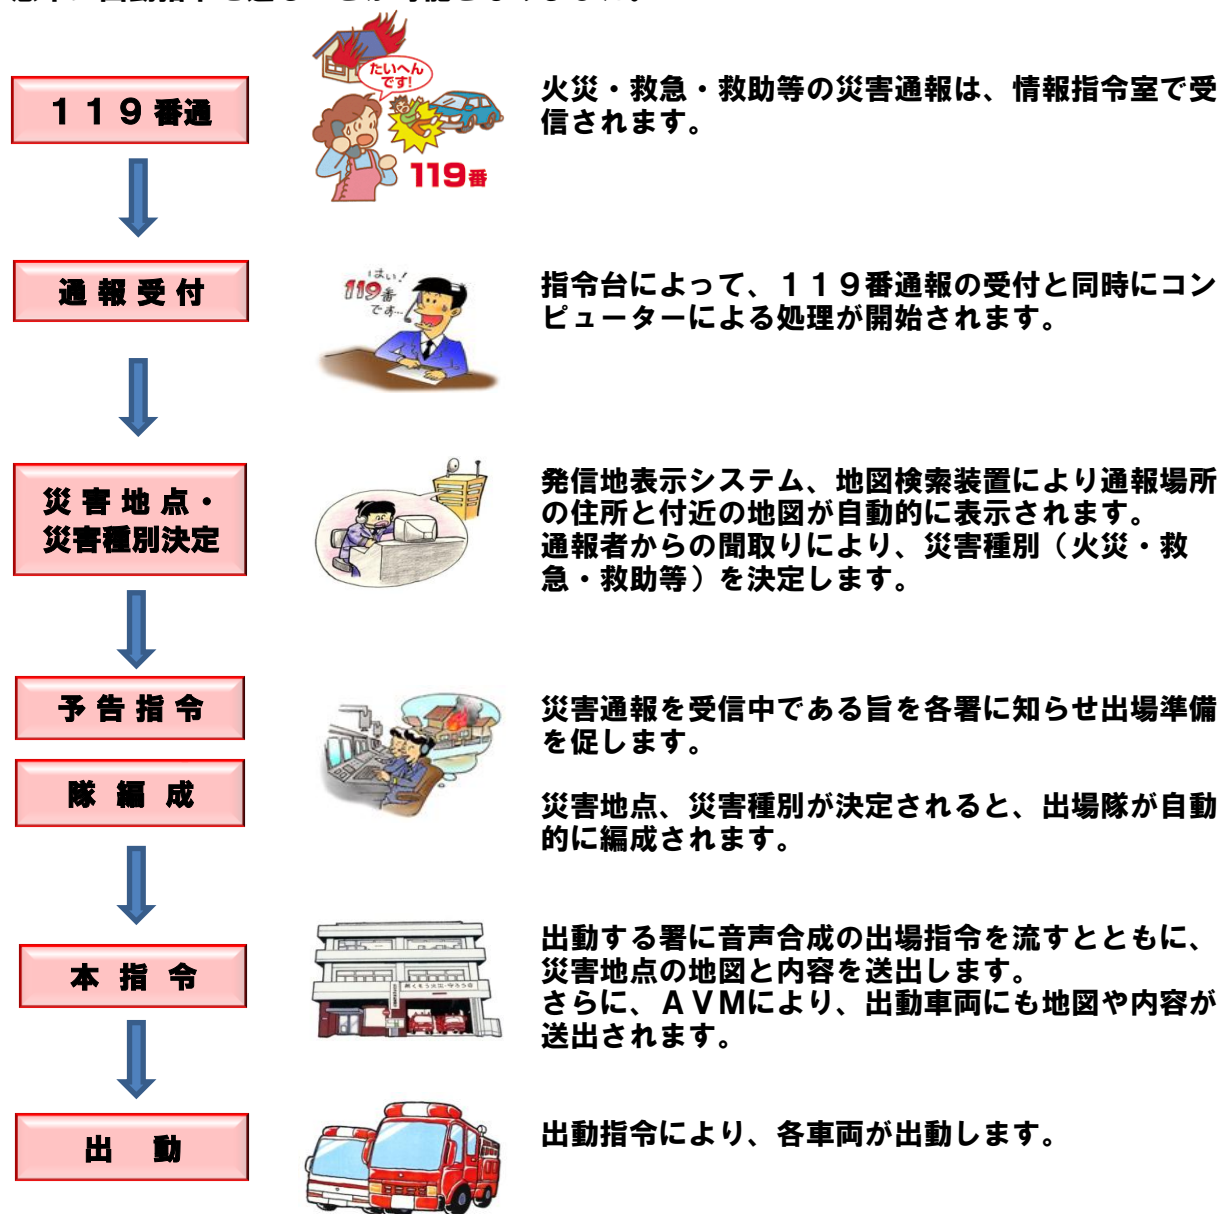 １１９番通
たいへん
です!
119番
火災・救急・救助等の災害通報は、情報指令室で受
信されます。
通報受付
はい!
119番
です…
指令台によって、１１９番通報の受付と同時にコン
ピューターによる処理が開始されます。
災害地点・
災害種別決定
発信地表示システム、地図検索装置により通報場所
の住所と付近の地図が自動的に表示されます。
通報者からの聞取りにより、災害種別（火災・救
急・救助等）を決定します。
予告指令
隊編成
災害通報を受信中である旨を各署に知らせ出場準備
を促します。
災害地点、災害種別が決定されると、出場隊が自動
的に編成されます。
本指令
出動する署に音声合成の出場指令を流すとともに、
災害地点の地図と内容を送出します。
さらに、ＡＶＭにより、出動車両にも地図や内容が
送出されます。
出動
出動指令により、各車両が出動します。